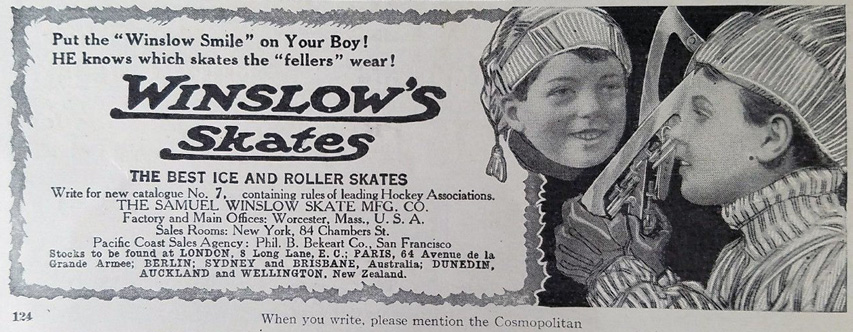 Put the "Winslow Smile" on Your Boy!
HE knows which skates the "fellers" wear!
WINSLOW'S
Skates
THE BEST ICE AND ROLLER SKATES
Write for new catalogue No. 7, containing rules of leading Hockey Associations.
THE SAMUEL WINSLOW SKATE MFG. CO.
Factory and Main Offices: Worcester, Mass., U. S. A.
Sales Rooms: New York, 84 Chambers St.
Pacific Coast Sales Agency: Phil. B. Bekeart Co., San Francisco
Stocks to be found at LONDON, 8 Long Lane, E. C.; PARIS, 64 Avenue de la
Grande Armee; BERLIN; SYDNEY and BRISBANE, Australia; DUNEDIN,
AUCKLAND and WELLINGTON, New Zealand.
124
When you write, please mention the Cosmopolitan